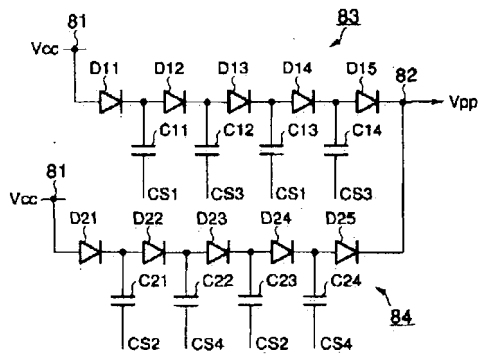 81 83
Vcc
D11 D12 D13 D14 D15 82
Vpp
C11 C12 C13 C14
81
CS1 CS3 CS1 CS3
Vcc
D21 D22 D23 D24 D25
C21 C22 C23 C24
84
CS2 CS4 CS2 CS4